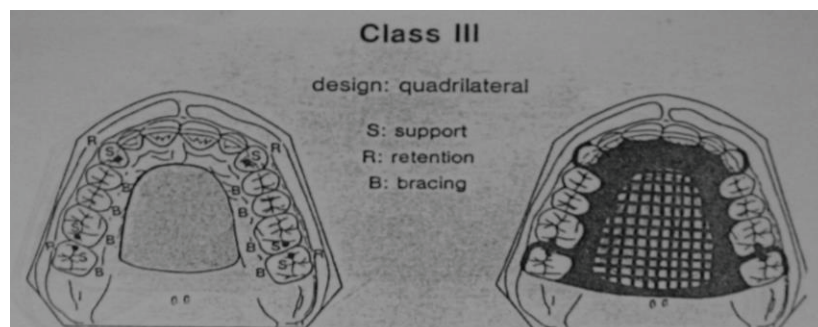 Class III
design: quadrilateral
S: support
R: retention
B: bracing
R S S R
B B
B B
S B B S
R S B B S R